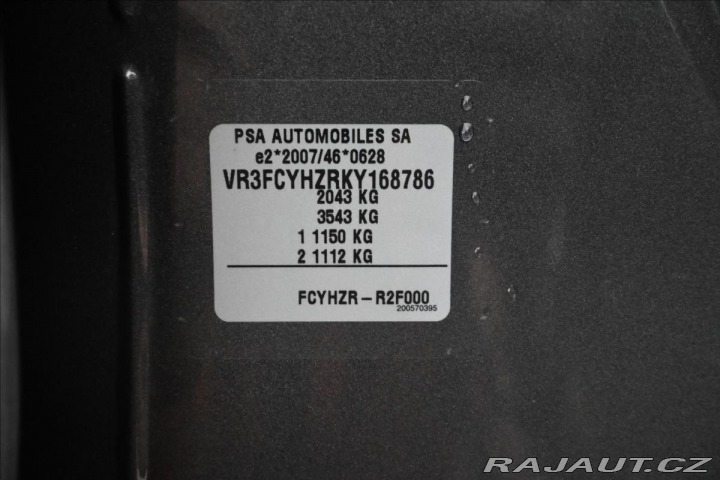 PSA AUTOMOBILES SA
e2*2007/46*0628
VR3FCYHZRKY168786
2043 KG
3543 KG
1 1150 KG
2 1112 KG
FCYHZR – R2F000
200570395
RAJAUT.CZ